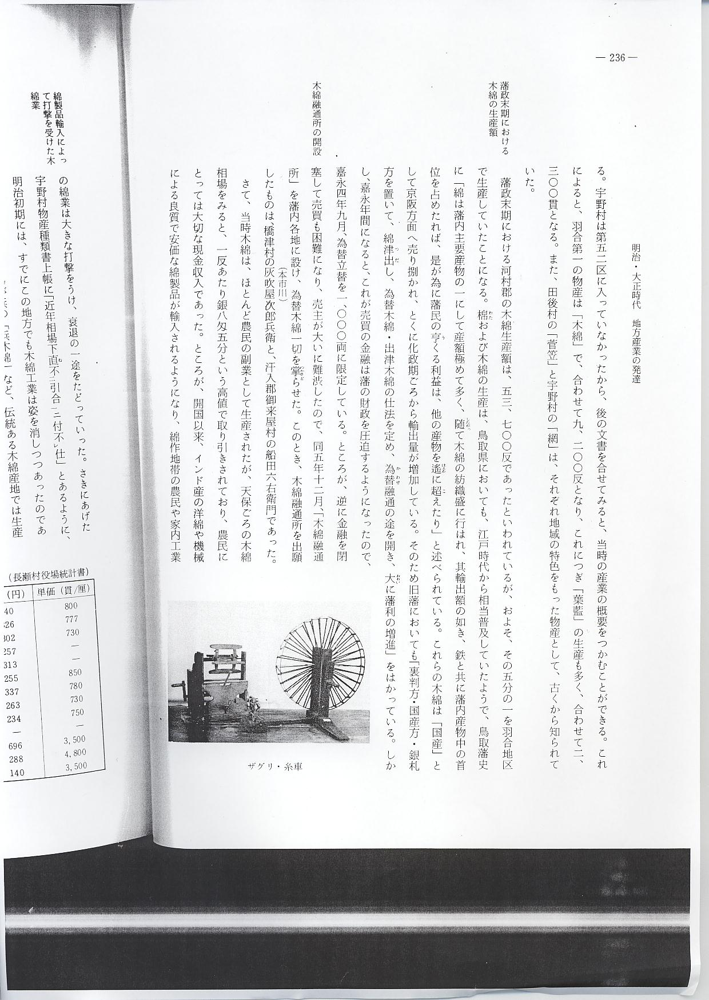 ― 236 ―
明治・大正時代　地方産業の発達
る。宇野村は第五二区に入っていなかったから、後の文書を合せてみると、当時の産業の概要をつかむことができる。これ
によると、羽合第一の物産は「木綿」で、合わせて九、二〇〇反となり、これにつぎ「葉藍」の生産も多く、合わせて二、
三〇〇貫となる。また、田後村の「菅笠」と宇野村の「網」は、それぞれ地域の特色をもった物産として、古くから知られて
いた。
藩政末期における
木綿の生産額
藩政末期における河村郡の木綿生産額は、五三、七〇〇反であったといわれているが、およそ、その五分の一を羽合地区
で生産していたことになる。棉および木綿の生産は、鳥取県においても、江戸時代から相当普及していたようで、鳥取藩史
に「綿は藩内主要産物の一にして産額極めて多く、随て木綿の紡織盛に行はれ、其輸出額の如き、鉄と共に藩内産物中の首
位を占めたれば、是が為に藩民の亨くる利益は、他の産物を遙に超えたり」と述べられている。これらの木綿は「国産」と
して京阪方面へ売り捌かれ、とくに化政期ごろから輸出量が増加している。そのため旧藩においても「裏判方・国産方・銀札
方を置いて、綿津出し、為替木綿・出津木綿の仕法を定め、為替融通の途を開き、大に藩利の増進」をはかっている。しか
し、嘉永年間になると、これが売買の金融は藩の財政を圧迫するようになったので、
嘉永四年九月、為替立替を一、〇〇〇両に限定している。ところが、逆に金融を閉
木綿融通所の開設
塞して売買も困難になり、売主が大いに難渋したので、同五年十二月、「木綿融通
所」を藩内各地に設け、為替木綿一切を掌らせた。このとき、木綿融通所を出願
(本市川)
したものは、橋津村の灰吹屋次郎兵衛と、汗入郡御来屋村の船田六右衛門であった。
さて、当時木綿は、ほとんど農民の副業として生産されたが、天保ごろの木綿
相場をみると、一反あたり銀八匁五分という高値で取り引きされており、農民に
とっては大切な現金収入であった。ところが、開国以来、インド産の洋綿や機械
による良質で安価な綿製品が輸入されるようになり、綿作地帯の農民や家内工業
ザグリ・糸車
綿製品輸入によっ
て打撃を受けた木
綿業
の綿業は大きな打撃をうけ、衰退の一途をたどっていった。さきにあげた
宇野村物産種類書上帳に「近年相場下直不ニ引合一ニ付不レ仕」とあるように、
明治初期には、すでにこの地方でも木綿工業は姿を消しつつあったのであ
「浜木綿」など、伝統ある木綿産地では生産
(長瀬村役場統計書)
(円) 単価(貫/厘)
40 800
26 777
302 730
257 ―
313 ―
255 850
337 780
263 730
234 750
― ―
696 3,500
288 4,800
140 3,500